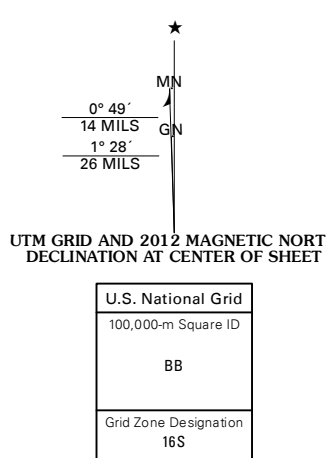 ★
MN
0° 49´
14 MILS
GN
1° 28´
26 MILS
UTM GRID AND 2012 MAGNETIC NORT
DECLINATION AT CENTER OF SHEET
U.S. National Grid
100,000-m Square ID
BB
Grid Zone Designation
16S